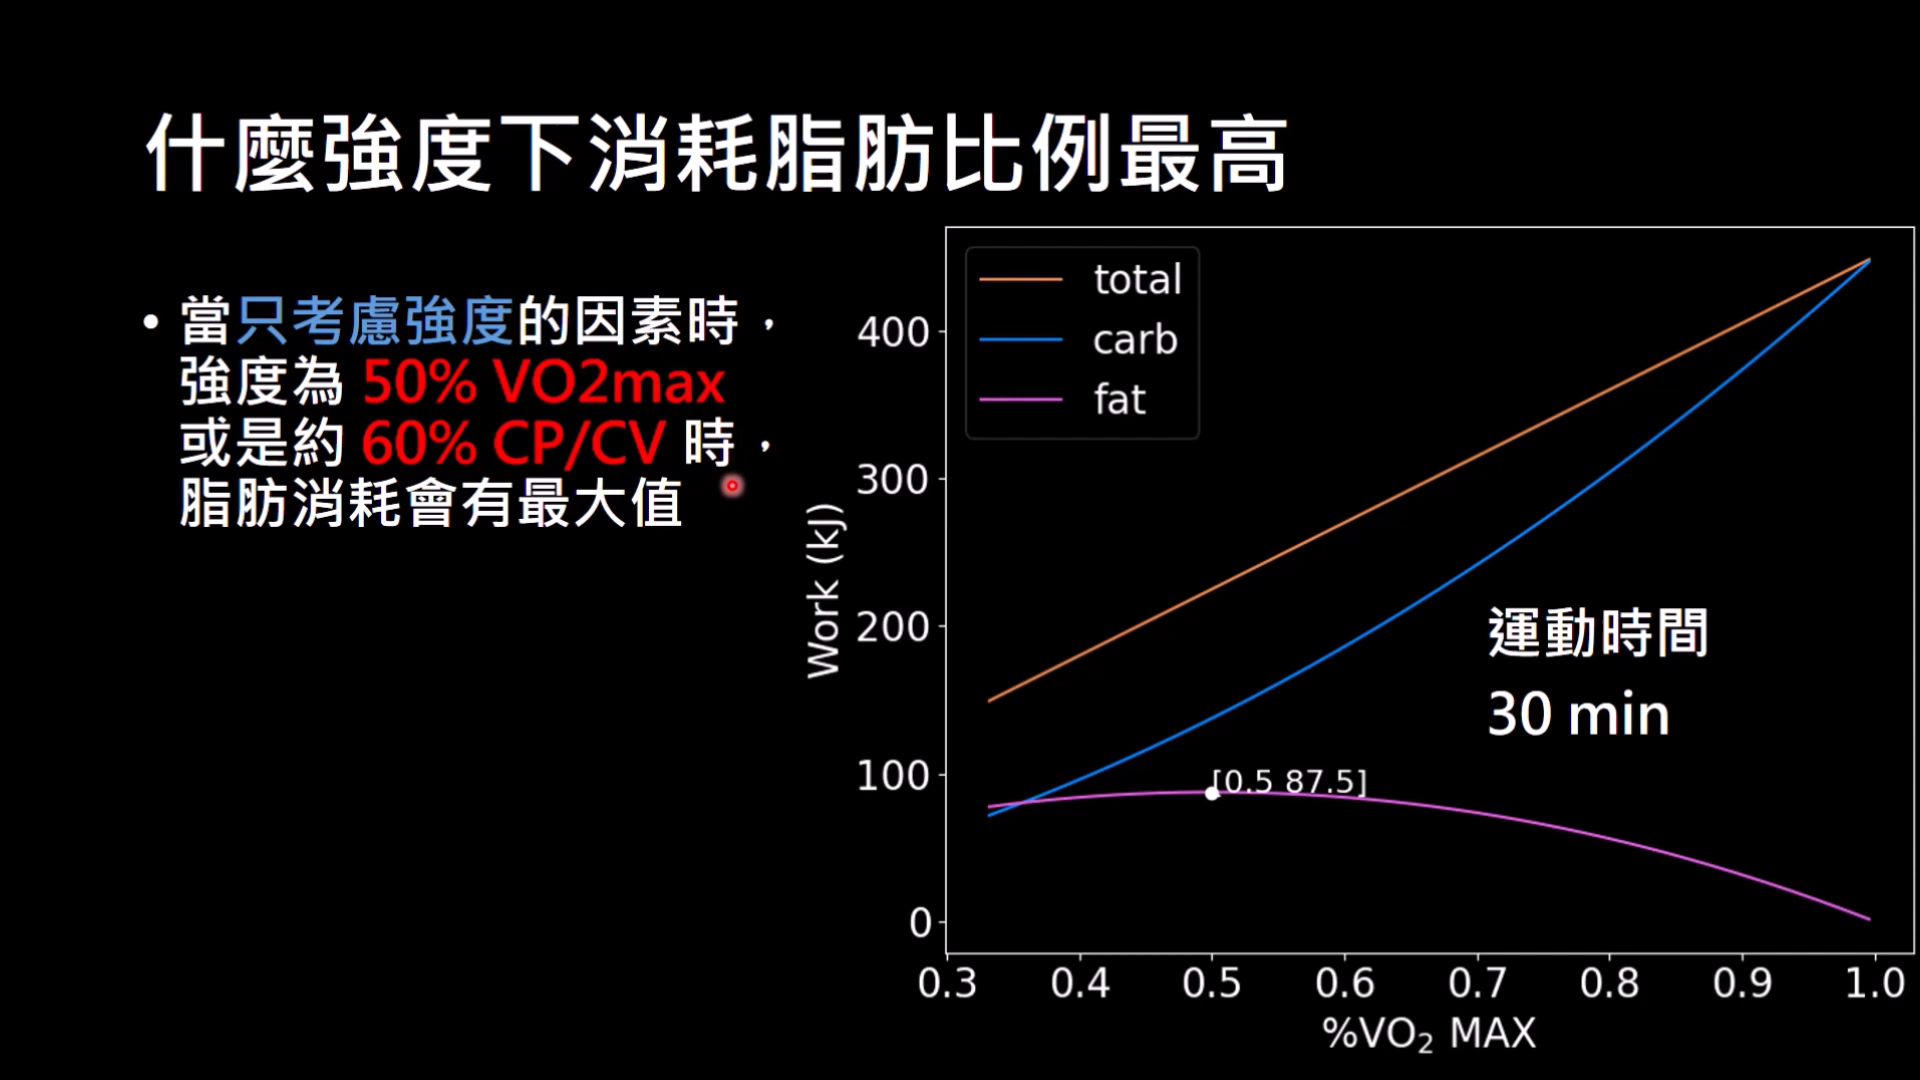 什麼強度下消耗脂肪比例最高
• 當只考慮強度的因素時，
強度為 50% VO2max
或是約 60% CP/CV 時，
脂肪消耗會有最大值
total
carb
fat
400
300
200
100
0
Work (kJ)
[0.5 87.5]
運動時間
30 min
0.3 0.4 0.5 0.6 0.7 0.8 0.9 1.0
%VO₂ MAX